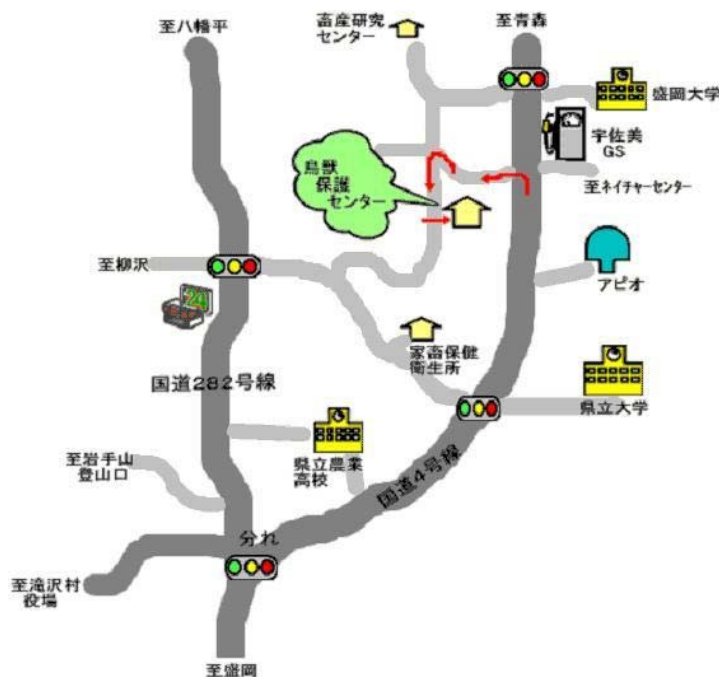 至八幡平
畜産研究
センター
至青森
盛岡大学
宇佐美
GS
鳥獣
保護
センター
至ネイチャーセンター
至柳沢
アピオ
24
家畜保健
衛生所
国道282号線
県立大学
至岩手山
登山口
県立農業
高校
国道4号線
分れ
至滝沢村
役場
至盛岡